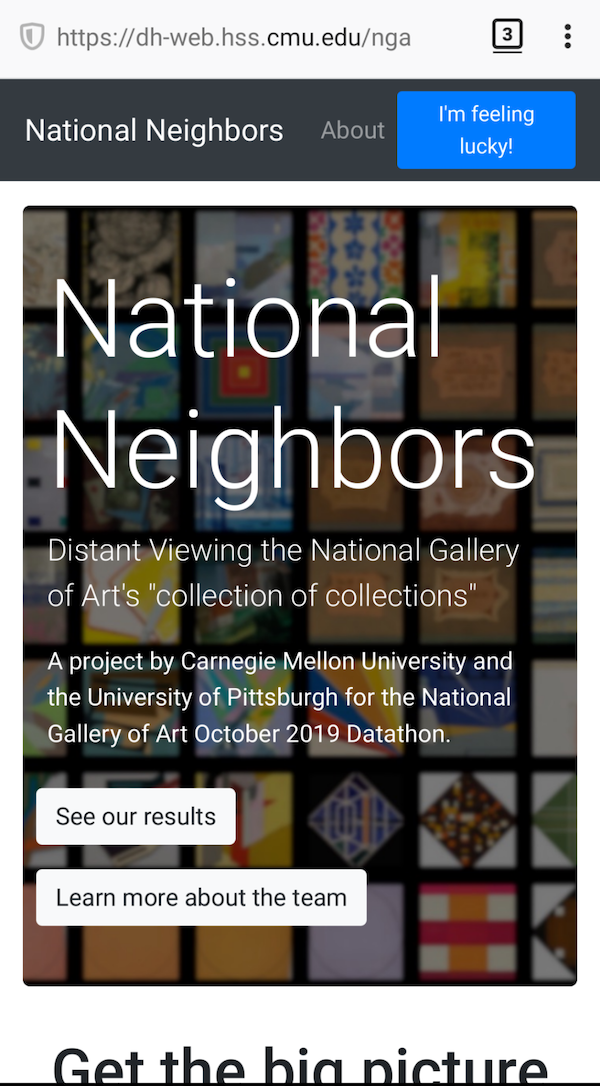 https://dh-web.hss.cmu.edu/nga
3
National Neighbors
About
I'm feeling
lucky!
National
Neighbors
Distant Viewing the National Gallery
of Art's "collection of collections"
A project by Carnegie Mellon University and
the University of Pittsburgh for the National
Gallery of Art October 2019 Datathon.
See our results
Learn more about the team
Get the big picture